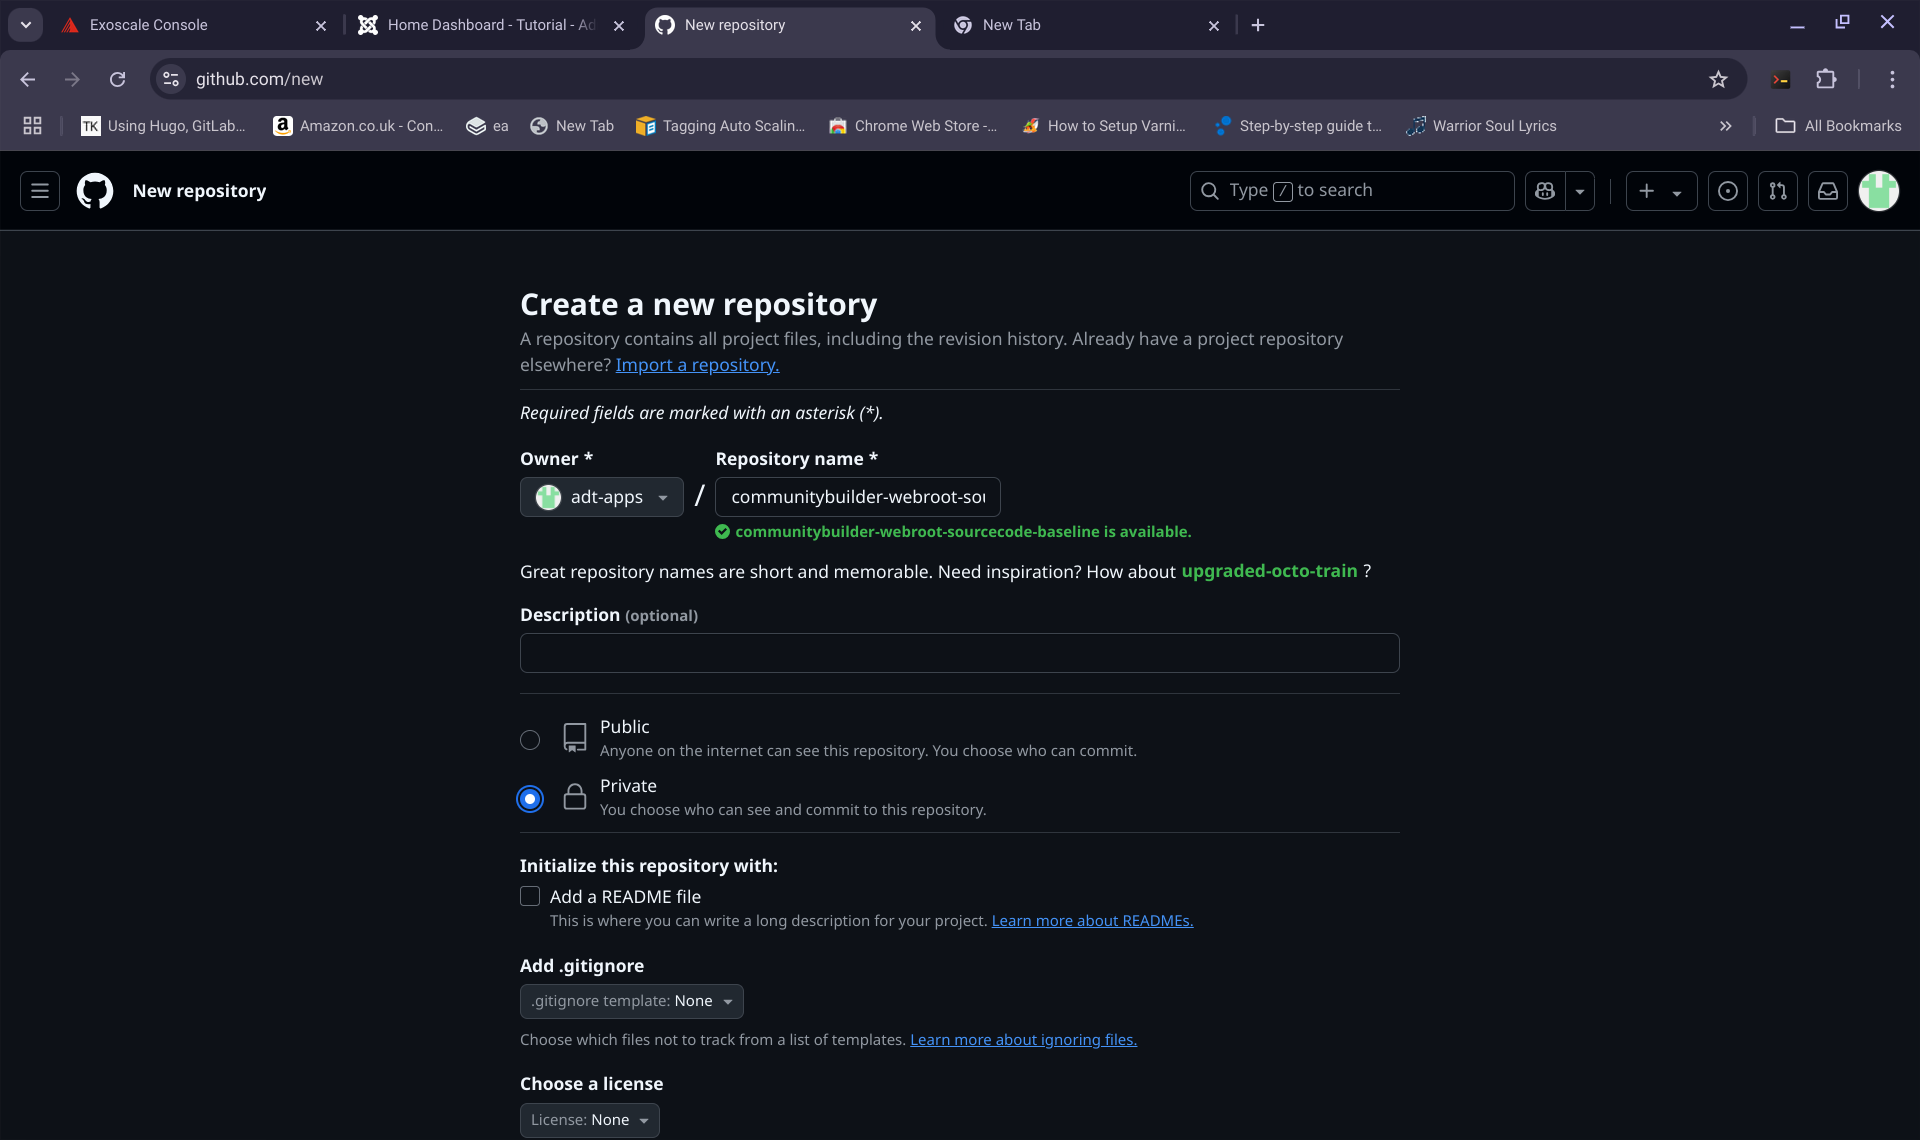 Exoscale Console
Home Dashboard - Tutorial - Ad
New repository
New Tab
github.com/new
TK Using Hugo, GitLab...
a Amazon.co.uk - Con...
ea
New Tab
Tagging Auto Scalin...
Chrome Web Store -...
How to Setup Varni...
Step-by-step guide t...
Warrior Soul Lyrics
All Bookmarks
New repository
Type / to search
Create a new repository
A repository contains all project files, including the revision history. Already have a project repository
elsewhere? Import a repository.
Required fields are marked with an asterisk (*).
Owner *
Repository name *
adt-apps
/
communitybuilder-webroot-sou
communitybuilder-webroot-sourcecode-baseline is available.
Great repository names are short and memorable. Need inspiration? How about upgraded-octo-train ?
Description (optional)
Public
Anyone on the internet can see this repository. You choose who can commit.
Private
You choose who can see and commit to this repository.
Initialize this repository with:
Add a README file
This is where you can write a long description for your project. Learn more about READMEs.
Add .gitignore
.gitignore template: None
Choose which files not to track from a list of templates. Learn more about ignoring files.
Choose a license
License: None